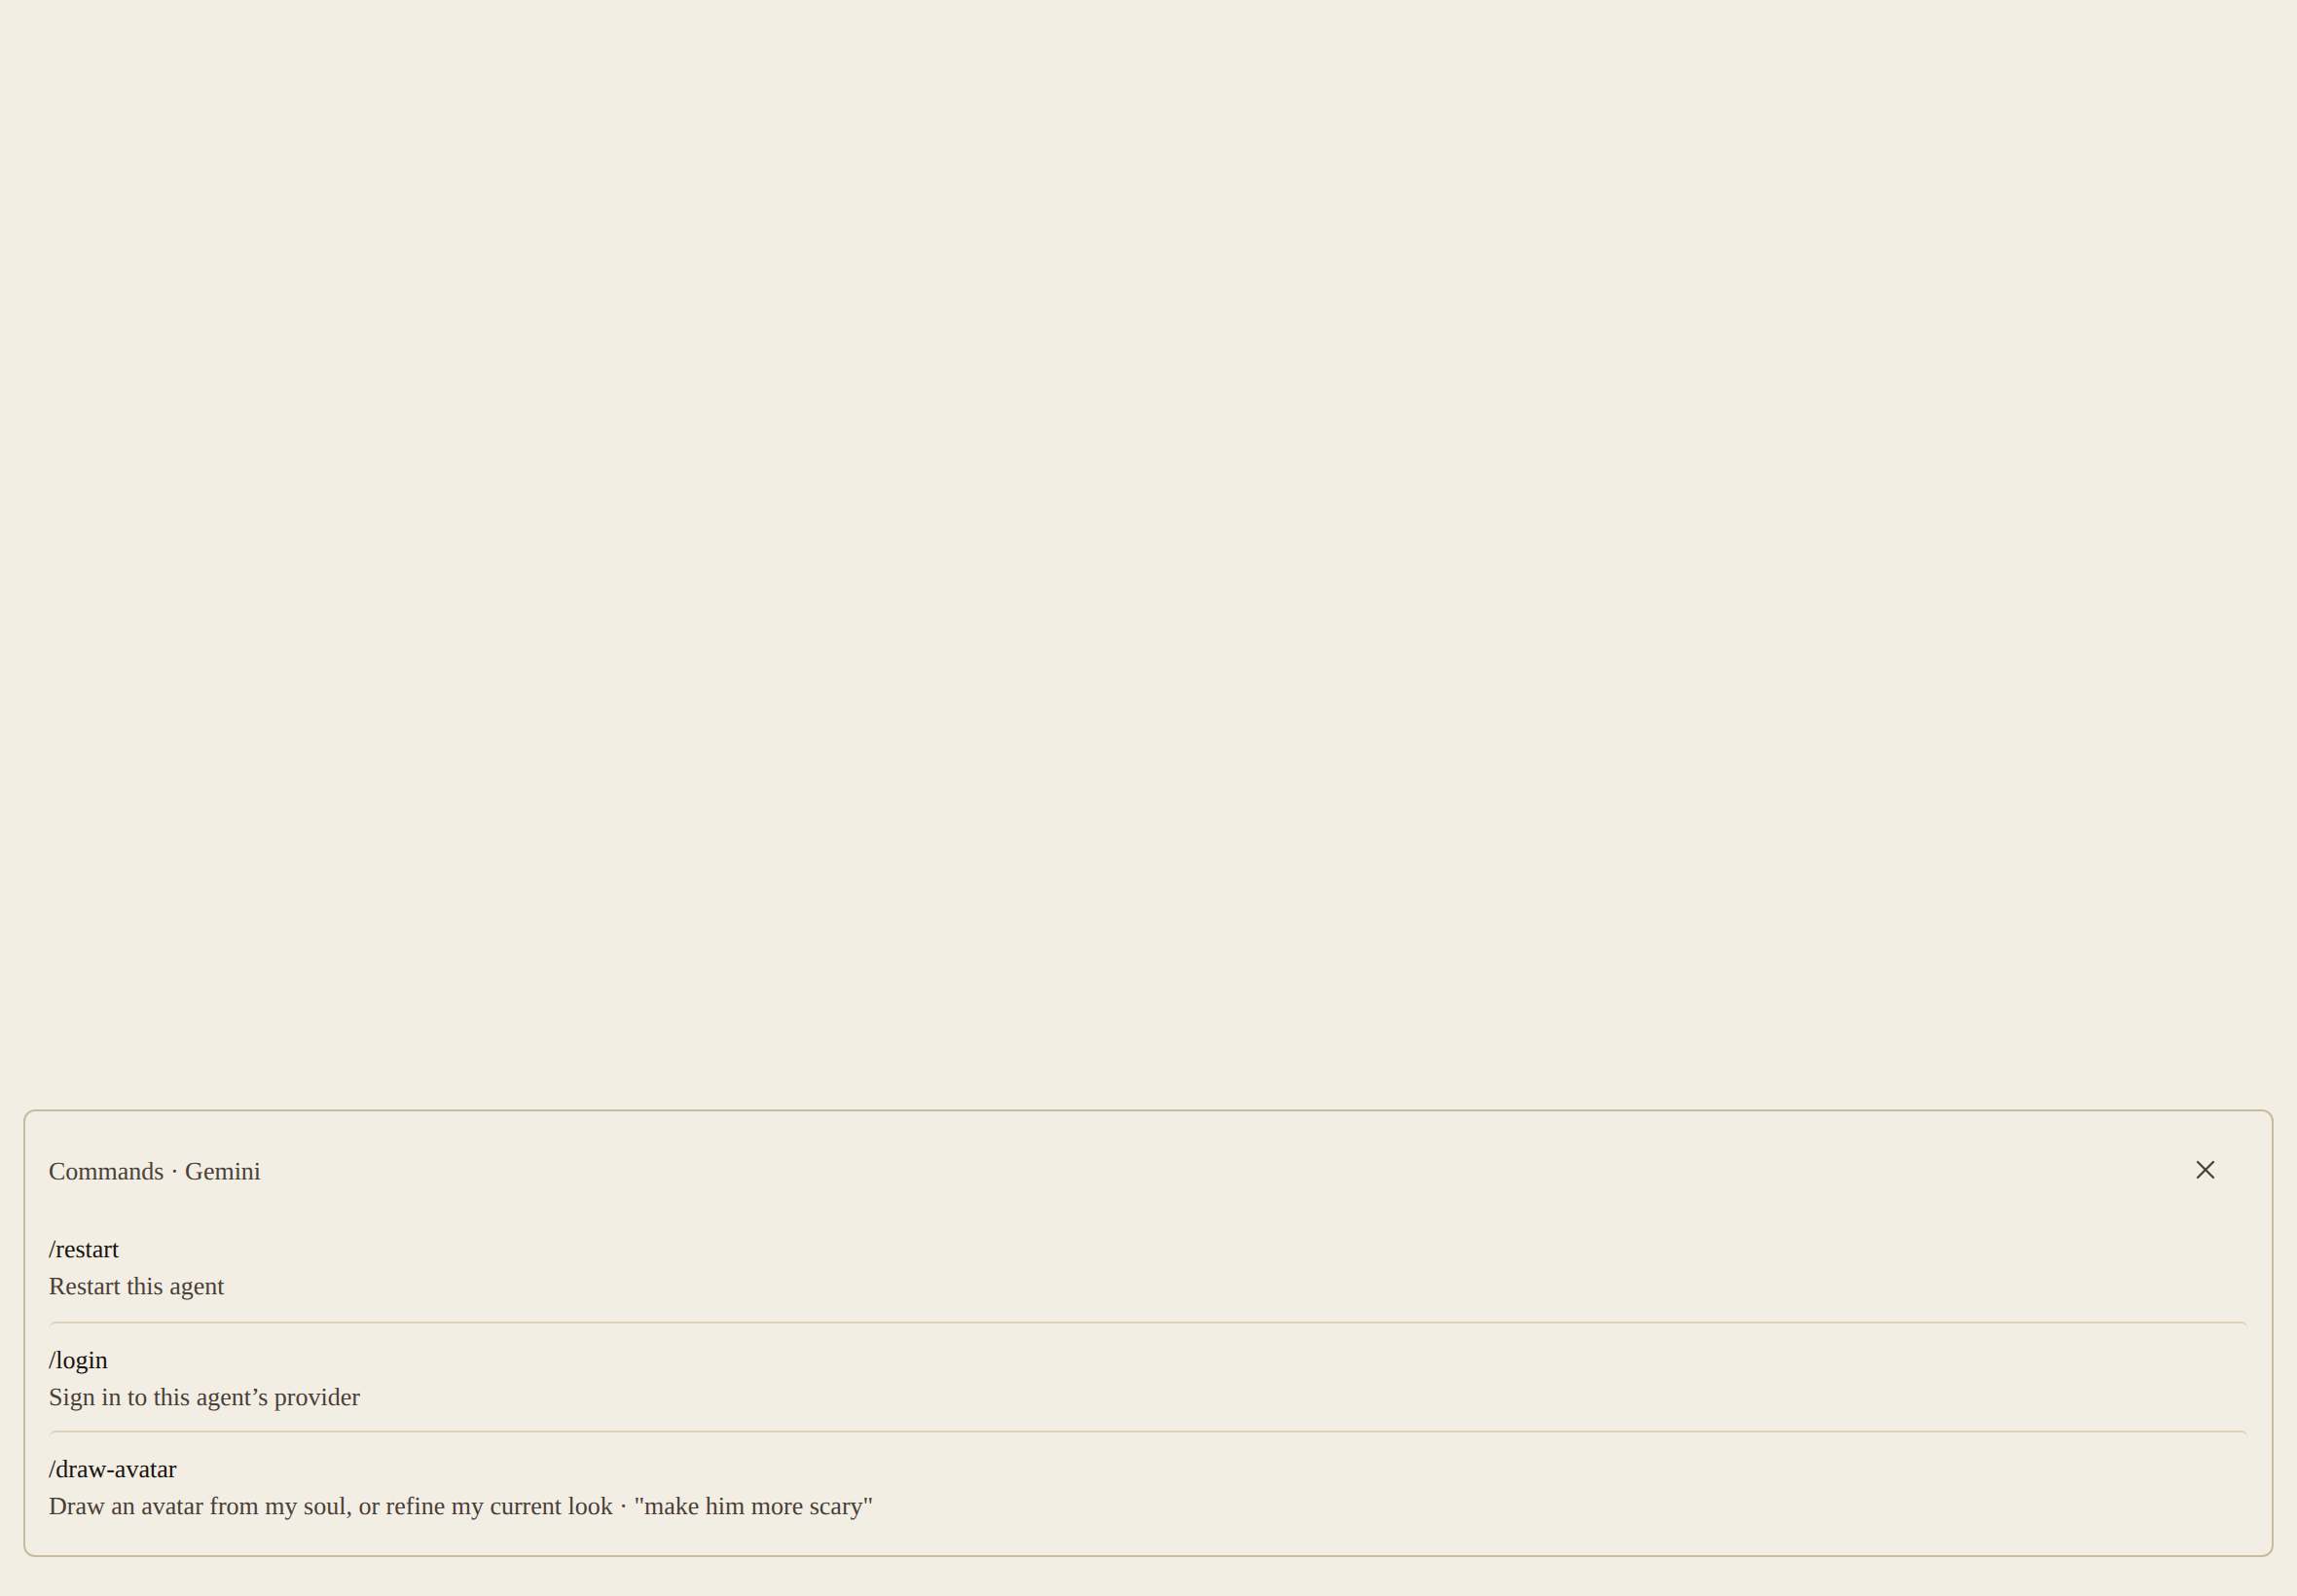 Commands · Gemini
/restart
Restart this agent
/login
Sign in to this agent’s provider
/draw-avatar
Draw an avatar from my soul, or refine my current look · "make him more scary"